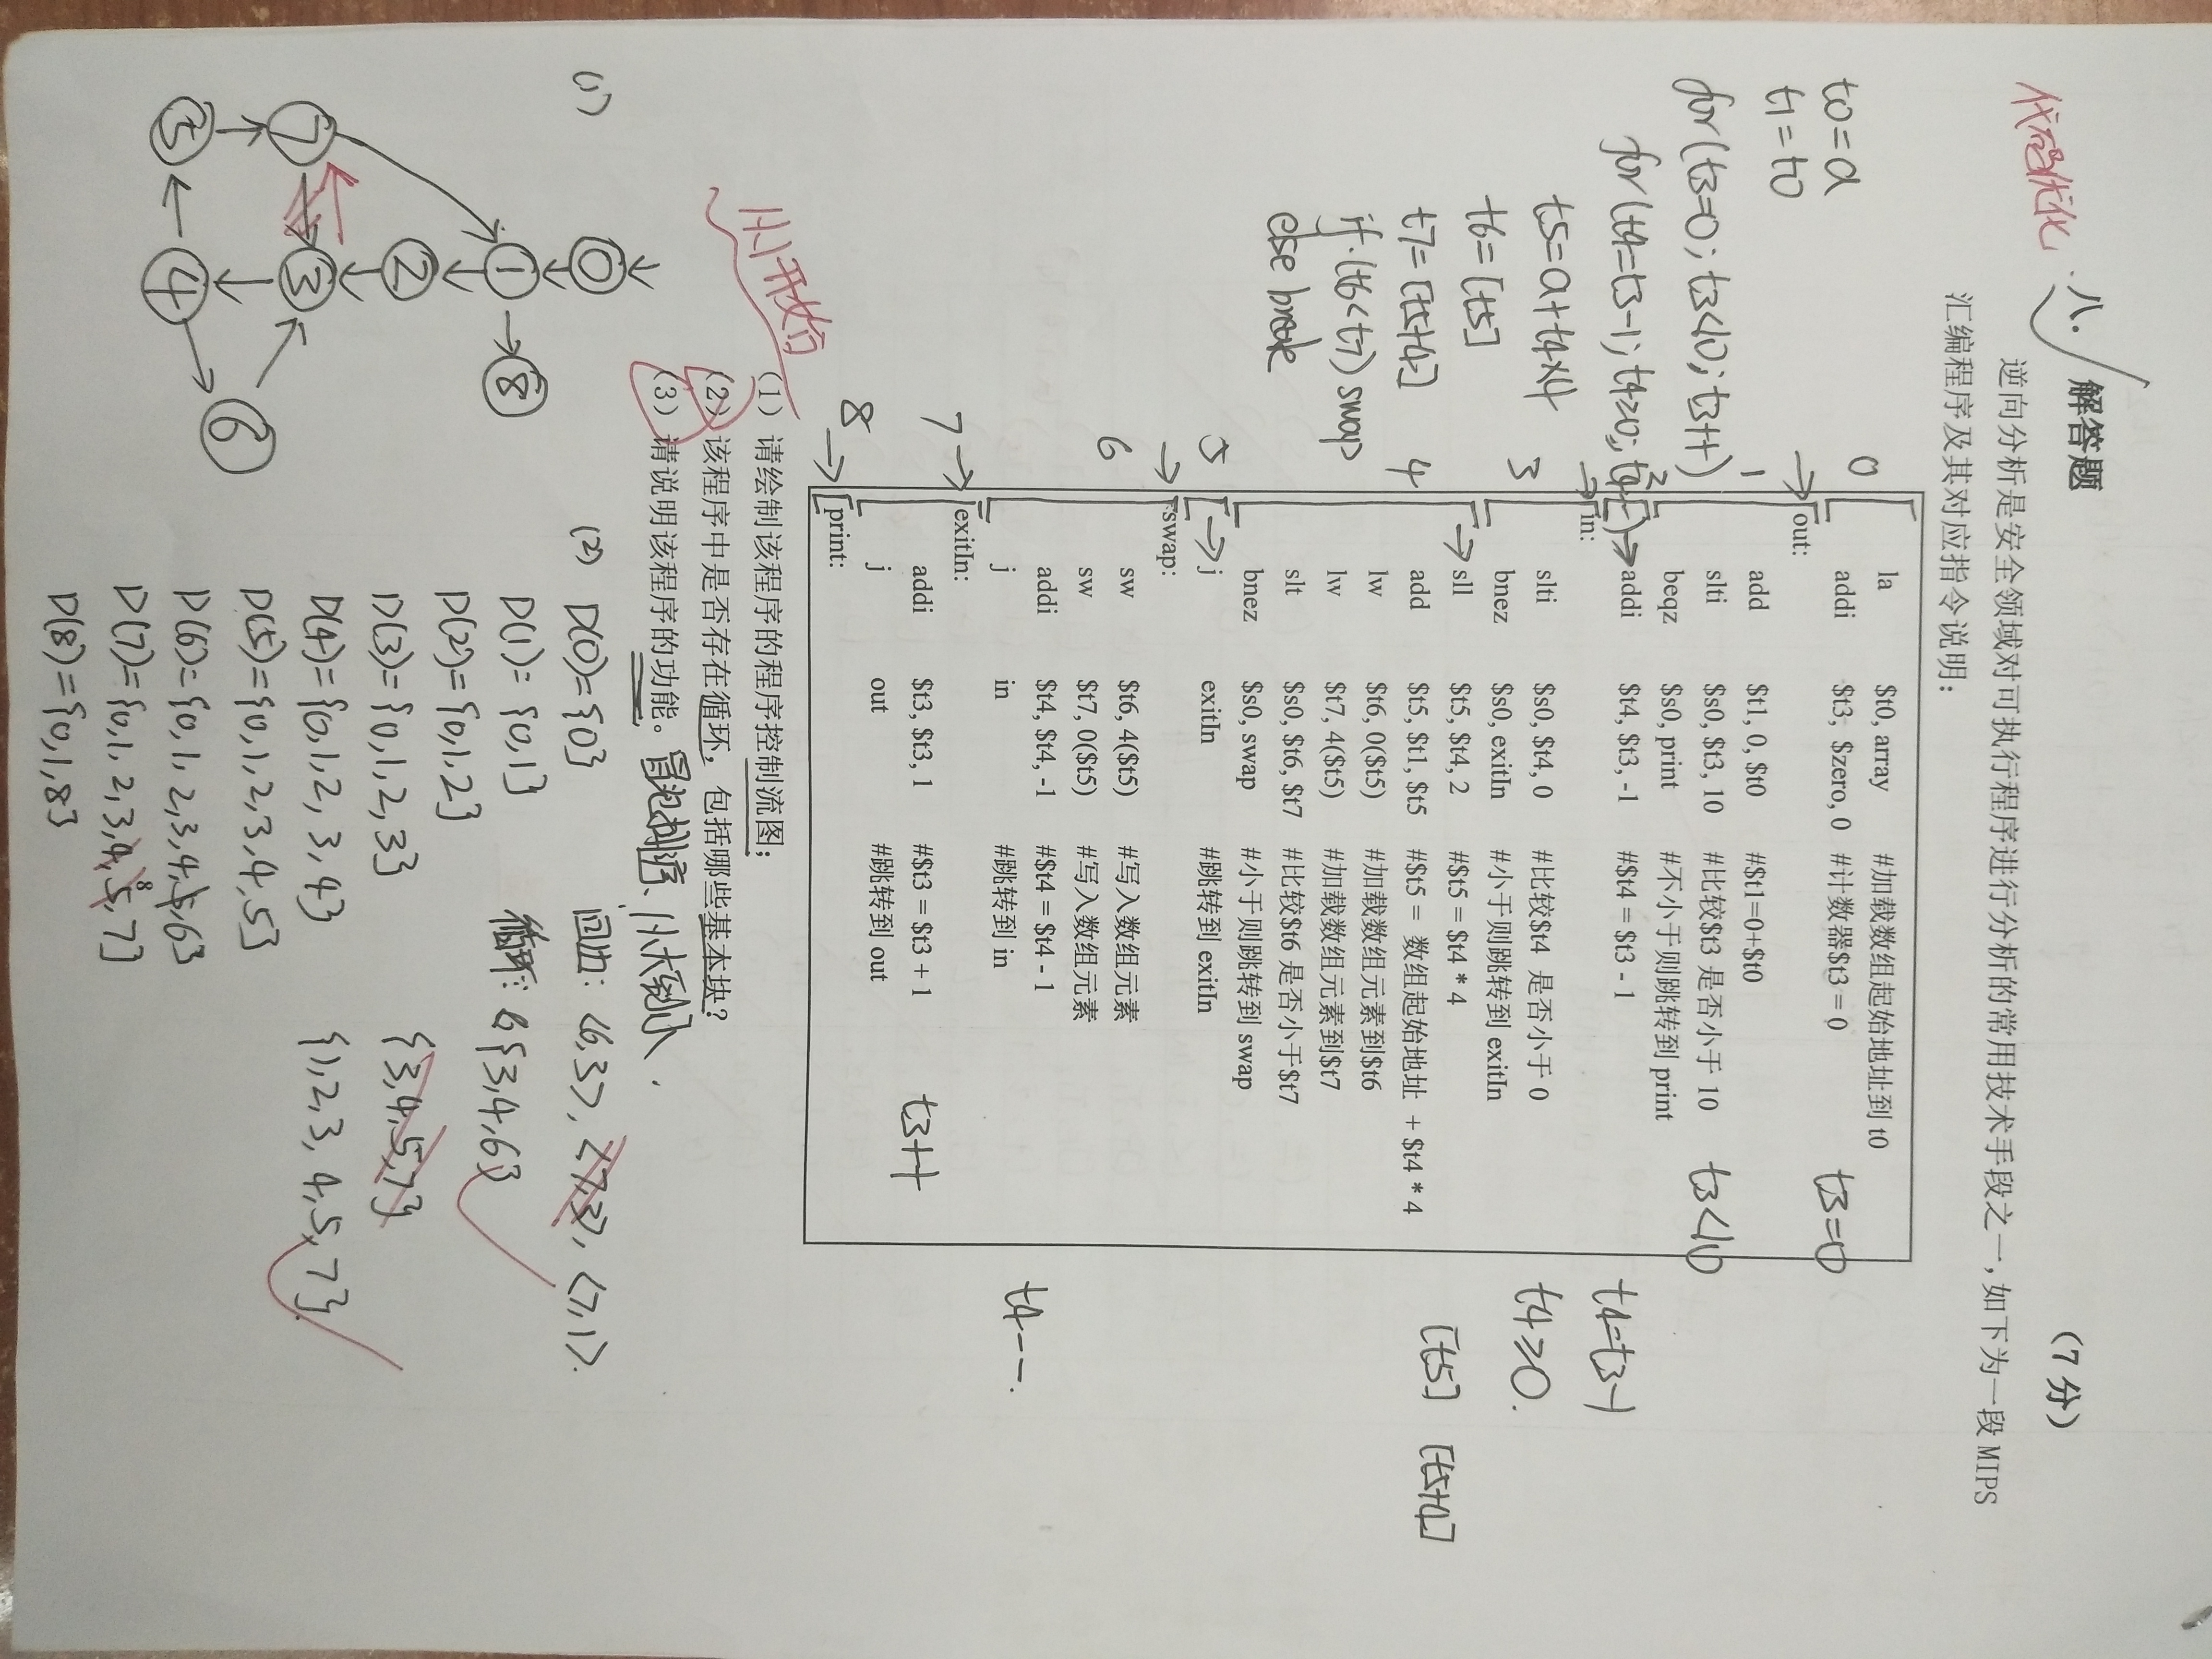 代码优化
八. 解答题 (7分)
逆向分析是安全领域对可执行程序进行分析的常用技术手段之一,如下为一段 MIPS
汇编程序及其对应指令说明:
t0=a
t1=t0
for(t3=0; t3<10; t3++)
for(t4=t3-1; t4≥0; t4--)
t5=a+t4×4
t6=[t5]
t7=[t5+4]
if(t6<t7) swap
else break
0
la $t0, array #加载数组起始地址到 t0
addi $t3, $zero, 0 #计数器$t3 = 0 t3=0
out:
1
add $t1, 0, $t0 #$t1=0+$t0
slti $s0, $t3, 10 #比较$t3 是否小于 10 t3<10
beqz $s0, print #不小于则跳转到 print
2
addi $t4, $t3, -1 #$t4 = $t3 - 1 t4=t3-1
in:
3
slti $s0, $t4, 0 #比较$t4 是否小于 0 t4≥0.
bnez $s0, exitIn #小于则跳转到 exitIn
4
sll $t5, $t4, 2 #$t5 = $t4 * 4
add $t5, $t1, $t5 #$t5 = 数组起始地址 + $t4 * 4 [t5] [t5+4]
lw $t6, 0($t5) #加载数组元素到$t6
lw $t7, 4($t5) #加载数组元素到$t7
slt $s0, $t6, $t7 #比较$t6 是否小于$t7
bnez $s0, swap #小于则跳转到 swap
5
j exitIn #跳转到 exitIn
swap:
6
sw $t6, 4($t5) #写入数组元素
sw $t7, 0($t5) #写入数组元素
addi $t4, $t4, -1 #$t4 = $t4 - 1 t4--.
j in #跳转到 in
exitIn:
7
addi $t3, $t3, 1 #$t3 = $t3 + 1 t3++
j out #跳转到 out
8
print:
从1开始
(1) 请绘制该程序的程序控制流图;
(2) 该程序中是否存在循环,包括哪些基本块?
(3) 请说明该程序的功能。 冒泡排序、从大到小.
(1)
0
1 8
2
7 3 6
5 4
(2) D(0)={0} 回边: <6,3>, <7,3>, <7,1>.
D(1)={0,1} 循环: {3,4,6}
D(2)={0,1,2}
D(3)={0,1,2,3} {3,4,5,7}
D(4)={0,1,2,3,4} {1,2,3,4,5,7}.
D(5)={0,1,2,3,4,5}
D(6)={0,1,2,3,4,5,6}
D(7)={0,1,2,3,4,5,7}
D(8)={0,1,8}